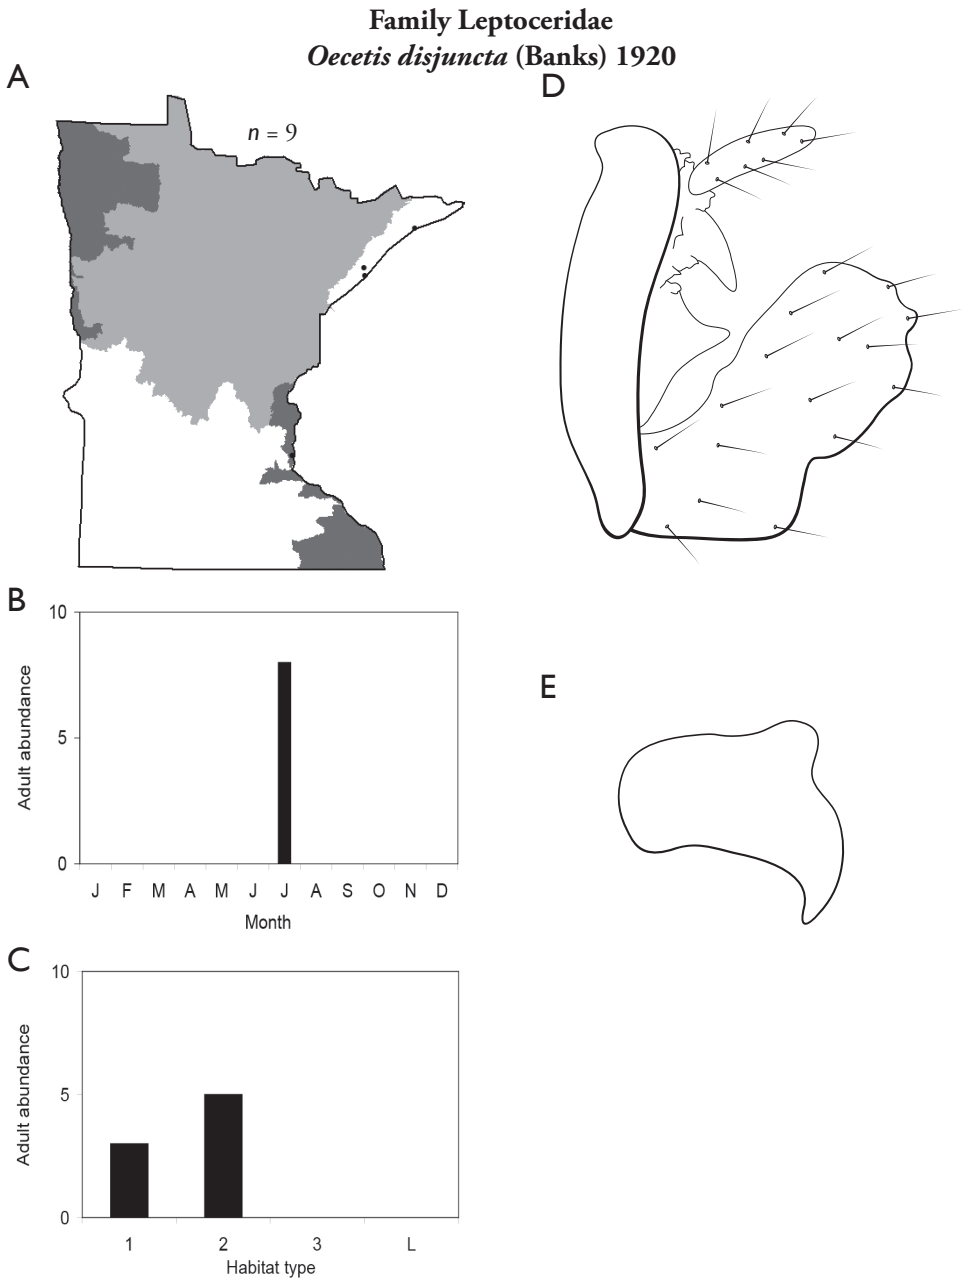 Family Leptoceridae
Oecetis disjuncta (Banks) 1920
A
n = 9
D
B
10
5
0
Adult abundance
J F M A M J J A S O N D
Month
E
C
10
5
0
Adult abundance
1 2 3 L
Habitat type